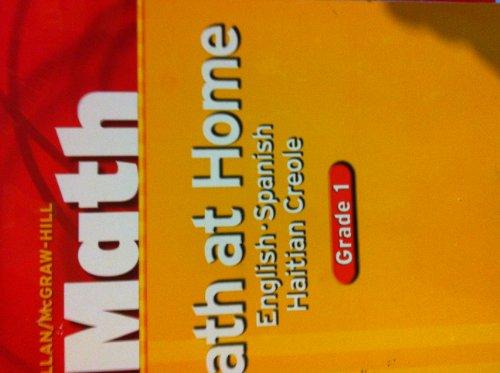 LLAN/McGRAW-HILL
Math
ath at Home
English·Spanish
Haitian Creole
Grade 1